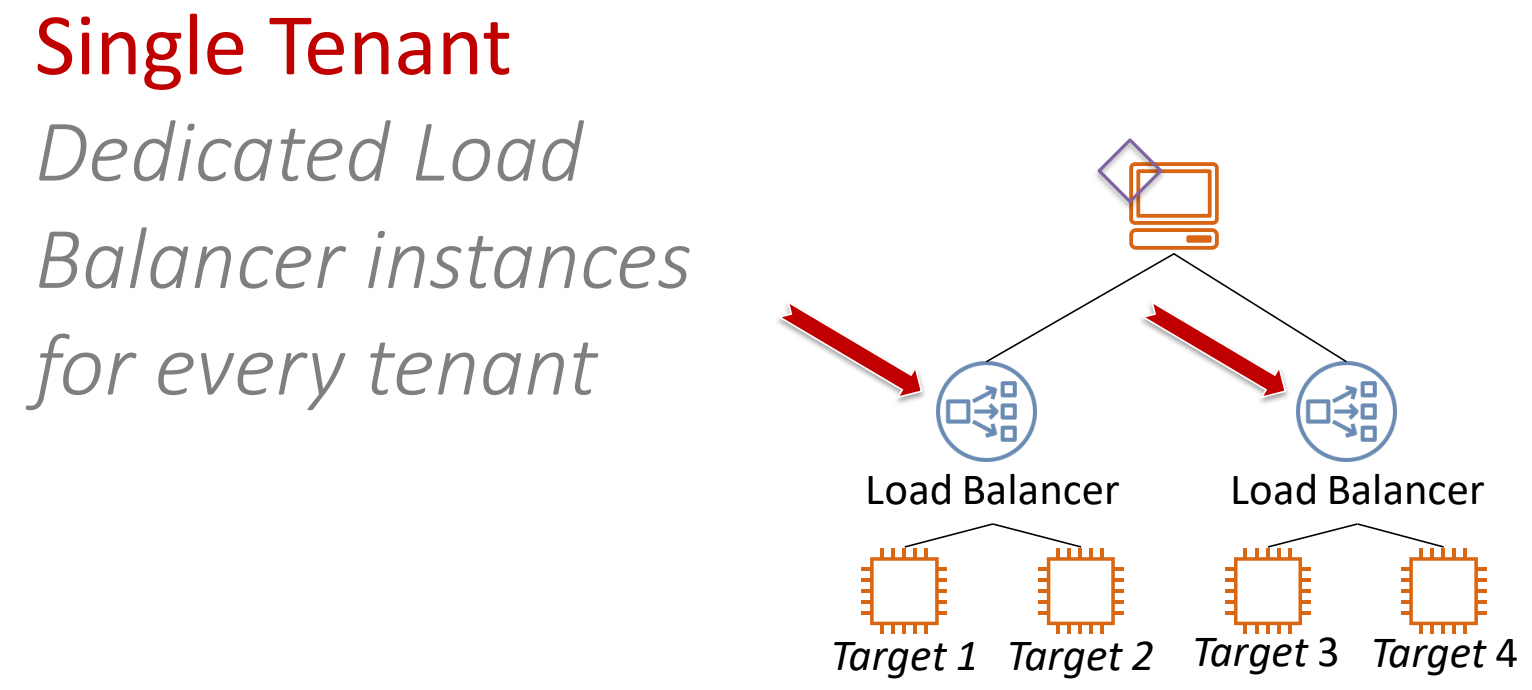 Single Tenant
Dedicated Load
Balancer instances
for every tenant
Load Balancer
Load Balancer
Target 1
Target 2
Target 3
Target 4